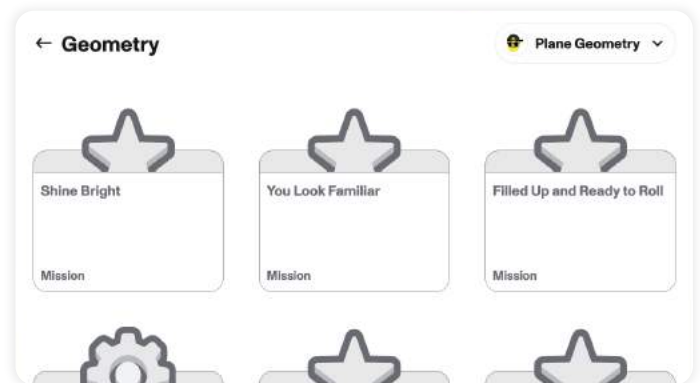 ← Geometry
Plane Geometry
Shine Bright
You Look Familiar
Filled Up and Ready to Roll
Mission
Mission
Mission